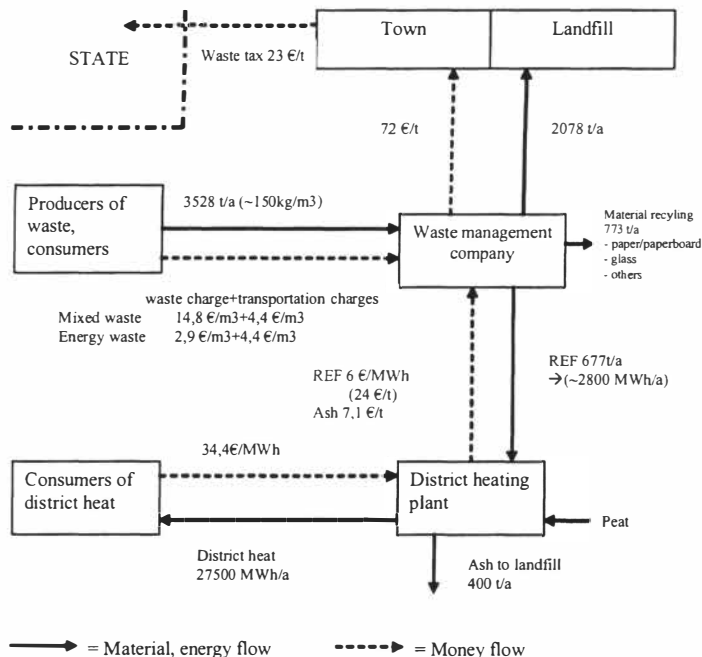 Town
Landfill
STATE
Waste tax 23 €/t
72 €/t
2078 t/a
Producers of
waste,
consumers
3528 t/a (~150kg/m3)
Waste management
company
Material recyling
773 t/a
- paper/paperboard
- glass
- others
waste charge+transportation charges
Mixed waste 14,8 €/m3+4,4 €/m3
Energy waste 2,9 €/m3+4,4 €/m3
REF 6 €/MWh
(24 €/t)
Ash 7,1 €/t
REF 677t/a
→(~2800 MWh/a)
34,4€/MWh
Consumers of
district heat
District heating
plant
Peat
District heat
27500 MWh/a
Ash to landfill
400 t/a
= Material, energy flow
= Money flow